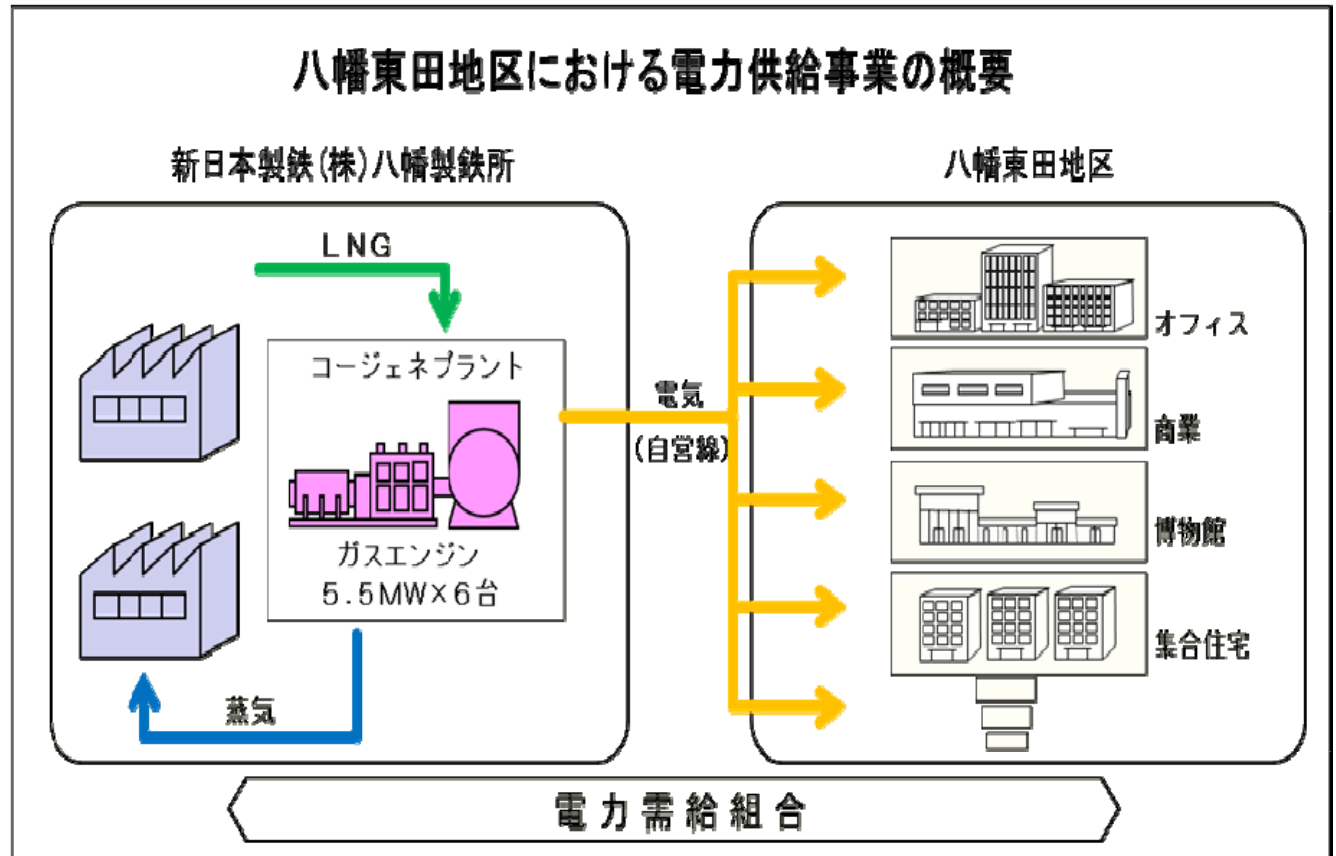 八幡東田地区における電力供給事業の概要
新日本製鉄(株)八幡製鉄所
八幡東田地区
LNG
コージェネプラント
ガスエンジン
5.5MW×6台
蒸気
電気
(自営線)
オフィス
商業
博物館
集合住宅
電力需給組合